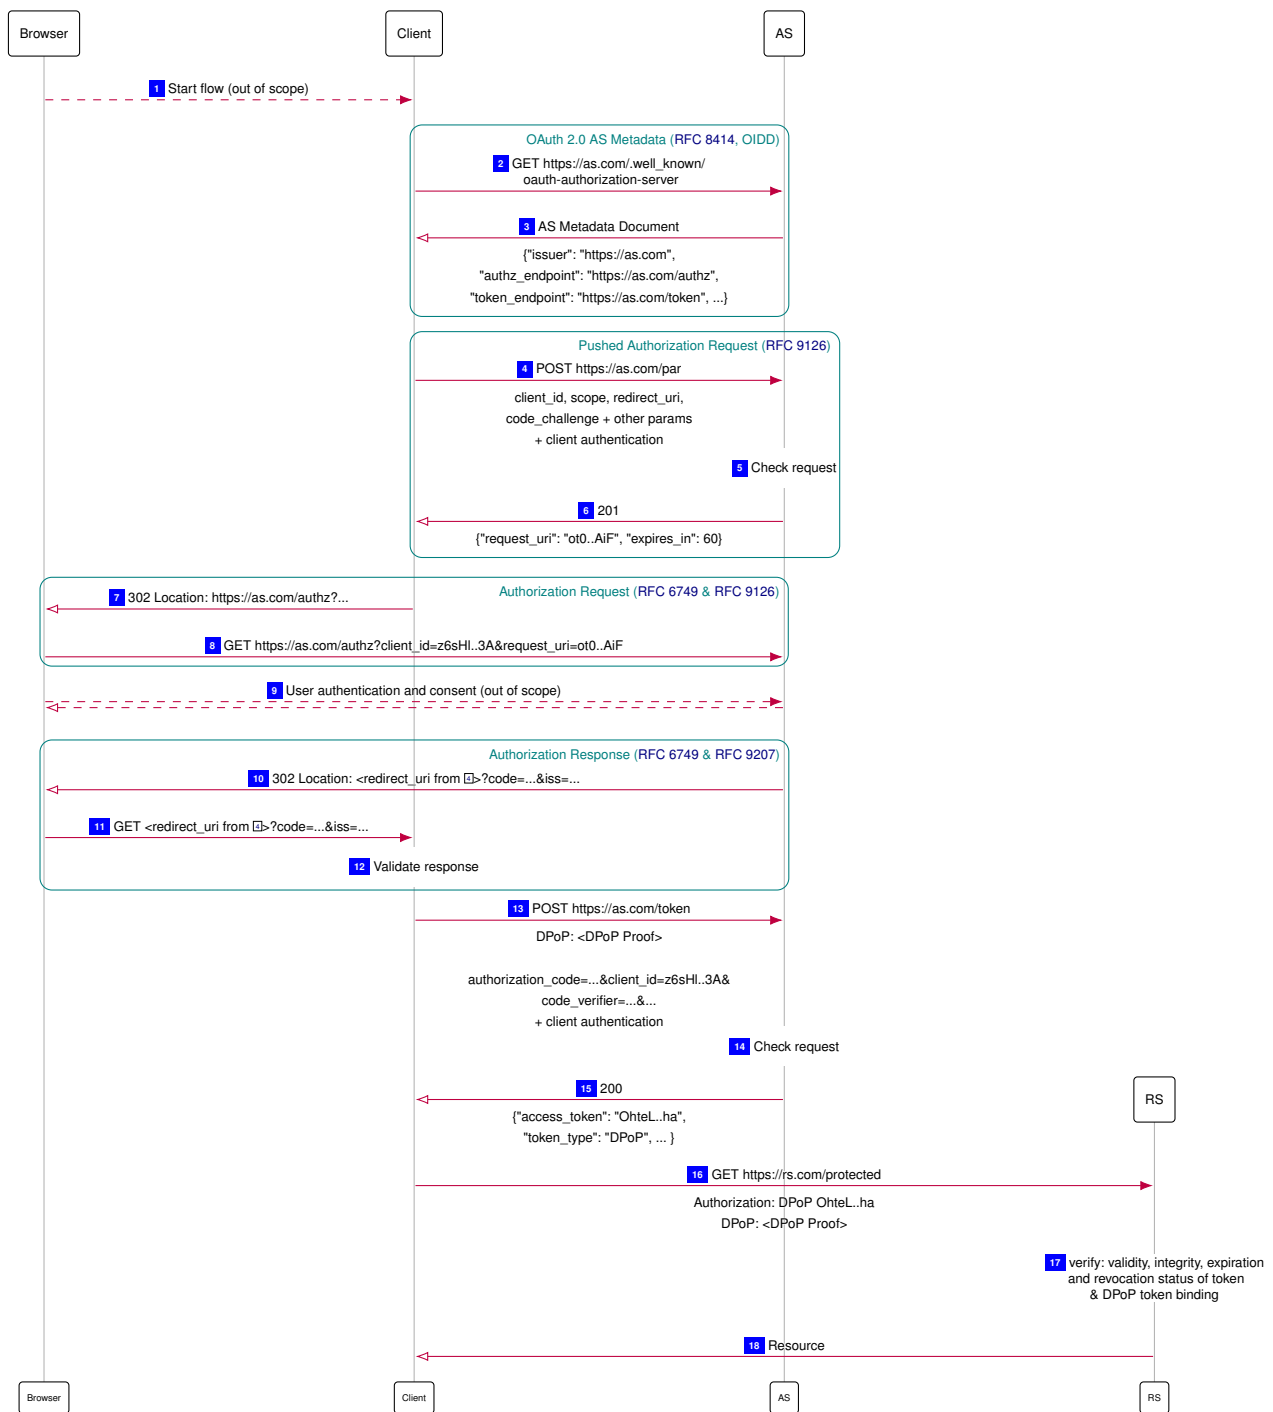 Browser
Client
AS
1 Start flow (out of scope)
OAuth 2.0 AS Metadata (RFC 8414, OIDD)
2 GET https://as.com/.well_known/
oauth-authorization-server
3 AS Metadata Document
{"issuer": "https://as.com",
"authz_endpoint": "https://as.com/authz",
"token_endpoint": "https://as.com/token", ...}
Pushed Authorization Request (RFC 9126)
4 POST https://as.com/par
client_id, scope, redirect_uri,
code_challenge + other params
+ client authentication
5 Check request
6 201
{"request_uri": "ot0..AiF", "expires_in": 60}
Authorization Request (RFC 6749 & RFC 9126)
7 302 Location: https://as.com/authz?...
8 GET https://as.com/authz?client_id=z6sHl..3A&request_uri=ot0..AiF
9 User authentication and consent (out of scope)
Authorization Response (RFC 6749 & RFC 9207)
10 302 Location: <redirect_uri from 4>?code=...&iss=...
11 GET <redirect_uri from 4>?code=...&iss=...
12 Validate response
13 POST https://as.com/token
DPoP: <DPoP Proof>
authorization_code=...&client_id=z6sHl..3A&
code_verifier=...&...
+ client authentication
14 Check request
15 200
{"access_token": "OhteL..ha",
"token_type": "DPoP", ... }
RS
16 GET https://rs.com/protected
Authorization: DPoP OhteL..ha
DPoP: <DPoP Proof>
17 verify: validity, integrity, expiration
and revocation status of token
& DPoP token binding
18 Resource
Browser
Client
AS
RS